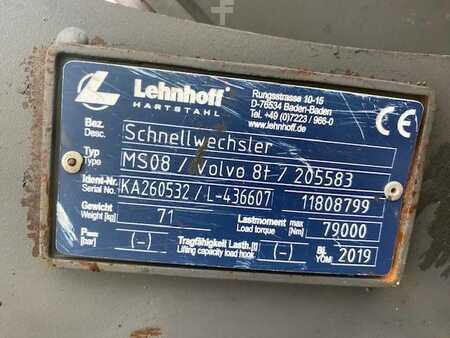 Lehnhoff
HARTSTAHL
Rungsstrasse 10-15
D-76534 Baden-Baden
Tel. +49 (0)7223 / 966-0
www.lehnhoff.de
CE
Bez. Desc. Schnellwechsler
Typ Type MS08 / Volvo 8t / 205583
Ident-Nr. Serial No. KA260532 / L-436607 11808799
Gewicht Weight [kg] 71 Lastmoment max Load torque [Nm] 79000
Pmax [bar] (-) Tragfähigkeit Lasth. [t] Lifting capacity load hook (-) Bj. YOM 2019